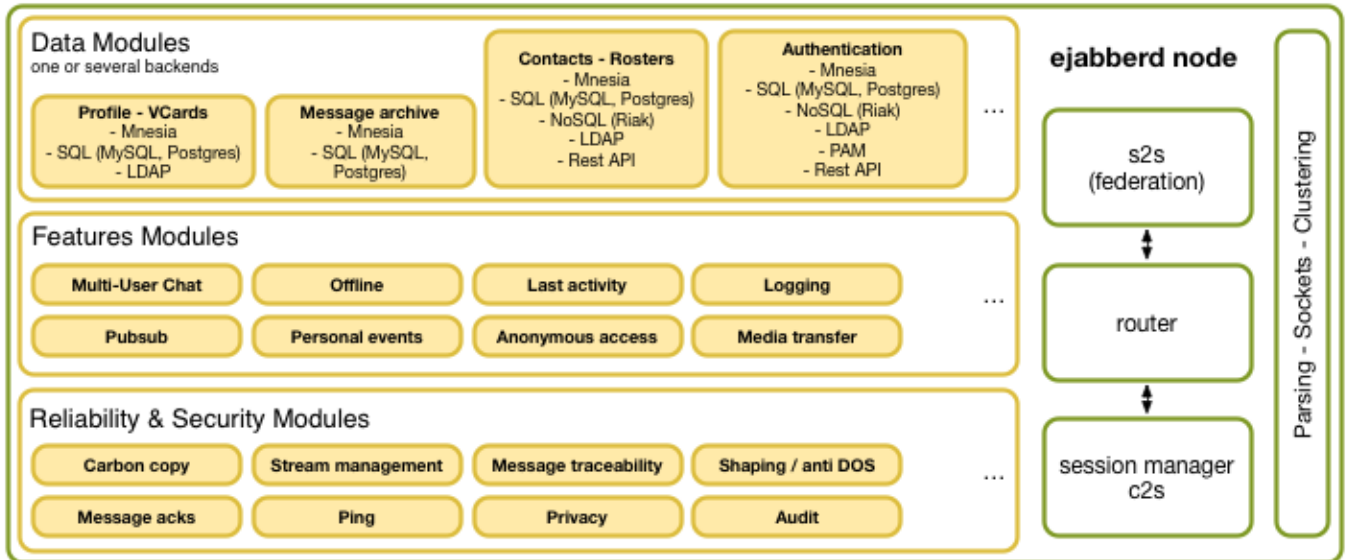 Data Modules
one or several backends
Profile - VCards
- Mnesia
- SQL (MySQL, Postgres)
- LDAP
Message archive
- Mnesia
- SQL (MySQL,
Postgres)
Contacts - Rosters
- Mnesia
- SQL (MySQL, Postgres)
- NoSQL (Riak)
- LDAP
- Rest API
Authentication
- Mnesia
- SQL (MySQL, Postgres)
- NoSQL (Riak)
- LDAP
- PAM
- Rest API
...
Features Modules
Multi-User Chat
Offline
Last activity
Logging
Pubsub
Personal events
Anonymous access
Media transfer
...
Reliability & Security Modules
Carbon copy
Stream management
Message traceability
Shaping / anti DOS
Message acks
Ping
Privacy
Audit
...
ejabberd node
s2s
(federation)
router
session manager
c2s
Parsing - Sockets - Clustering